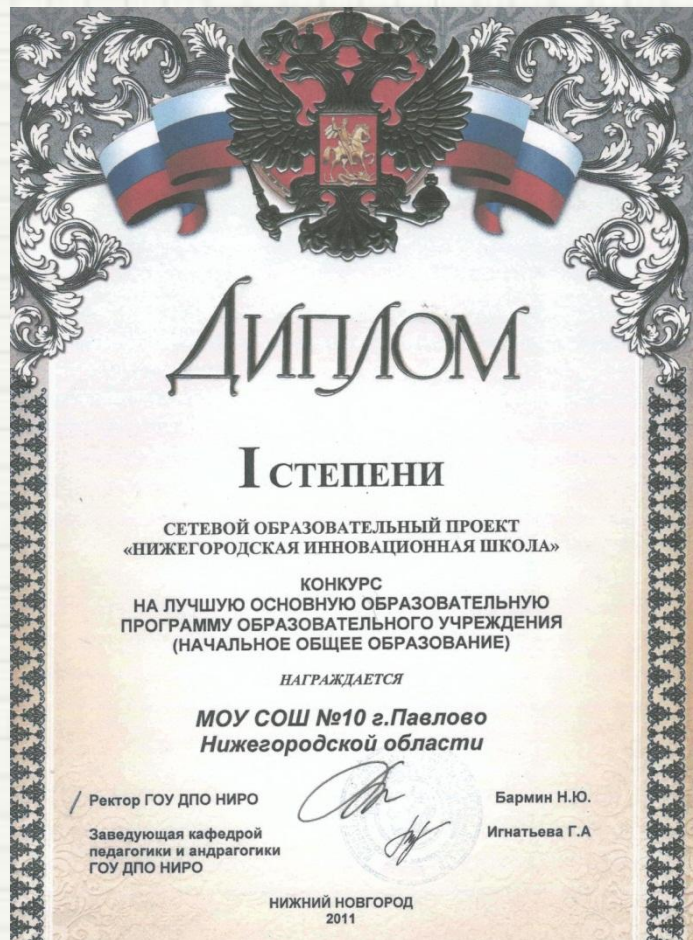 ДИПЛОМ
I СТЕПЕНИ
СЕТЕВОЙ ОБРАЗОВАТЕЛЬНЫЙ ПРОЕКТ
«НИЖЕГОРОДСКАЯ ИННОВАЦИОННАЯ ШКОЛА»
КОНКУРС
НА ЛУЧШУЮ ОСНОВНУЮ ОБРАЗОВАТЕЛЬНУЮ
ПРОГРАММУ ОБРАЗОВАТЕЛЬНОГО УЧРЕЖДЕНИЯ
(НАЧАЛЬНОЕ ОБЩЕЕ ОБРАЗОВАНИЕ)
НАГРАЖДАЕТСЯ
МОУ СОШ №10 г.Павлово
Нижегородской области
/ Ректор ГОУ ДПО НИРО Бармин Н.Ю.
Заведующая кафедрой Игнатьева Г.А
педагогики и андрагогики
ГОУ ДПО НИРО
НИЖНИЙ НОВГОРОД
2011